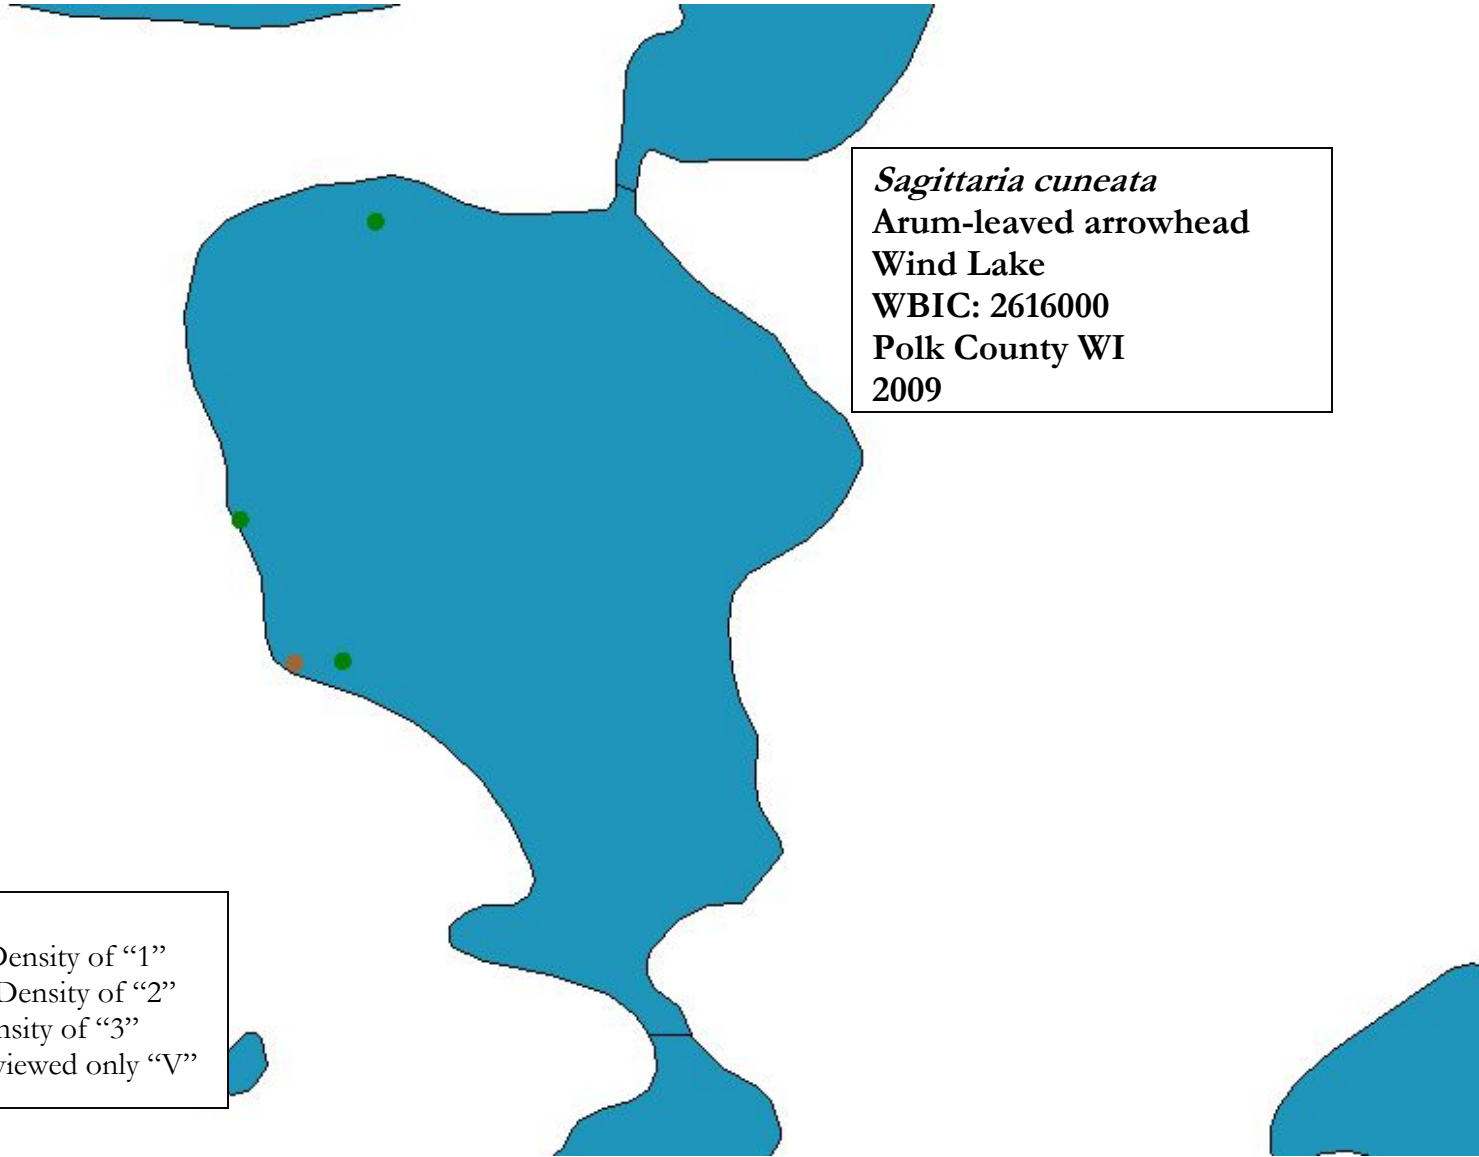 Sagittaria cuneata
Arum-leaved arrowhead
Wind Lake
WBIC: 2616000
Polk County WI
2009
Density of “1”
Density of “2”
of “3”
viewed only “V”